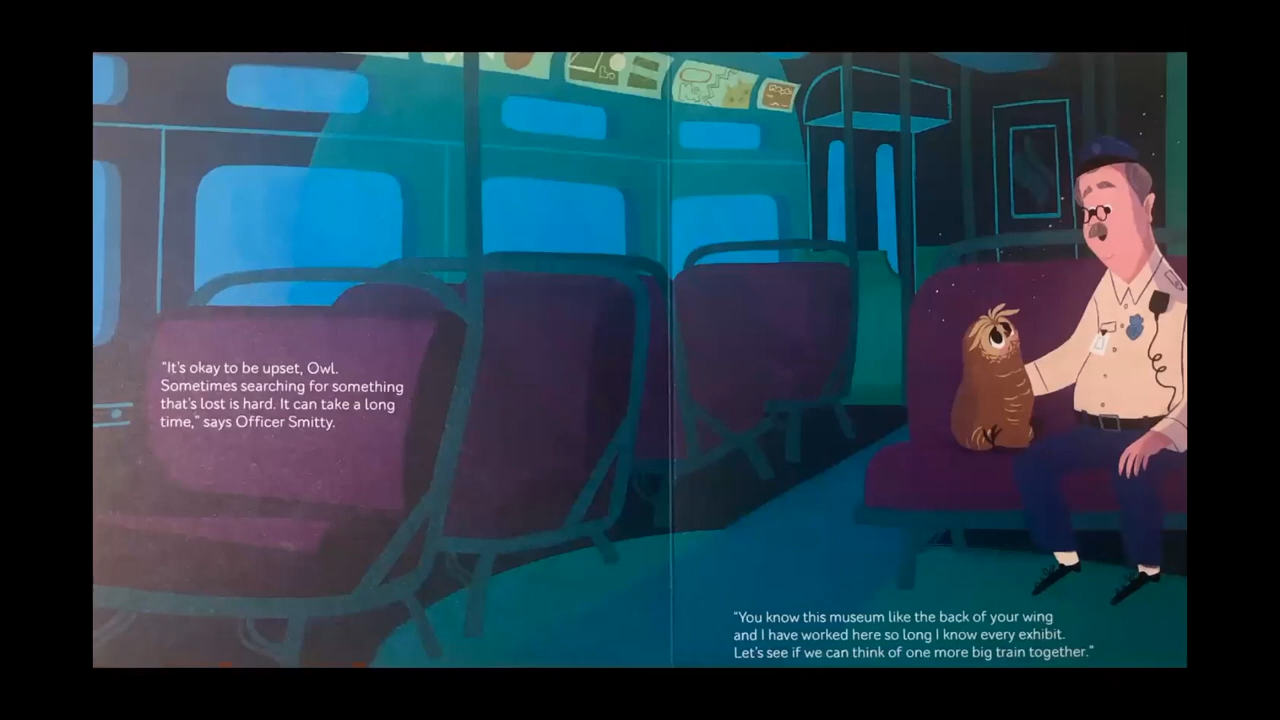 "It's okay to be upset, Owl.
Sometimes searching for something
that's lost is hard. It can take a long
time," says Officer Smitty.
"You know this museum like the back of your wing
and I have worked here so long I know every exhibit.
Let's see if we can think of one more big train together."